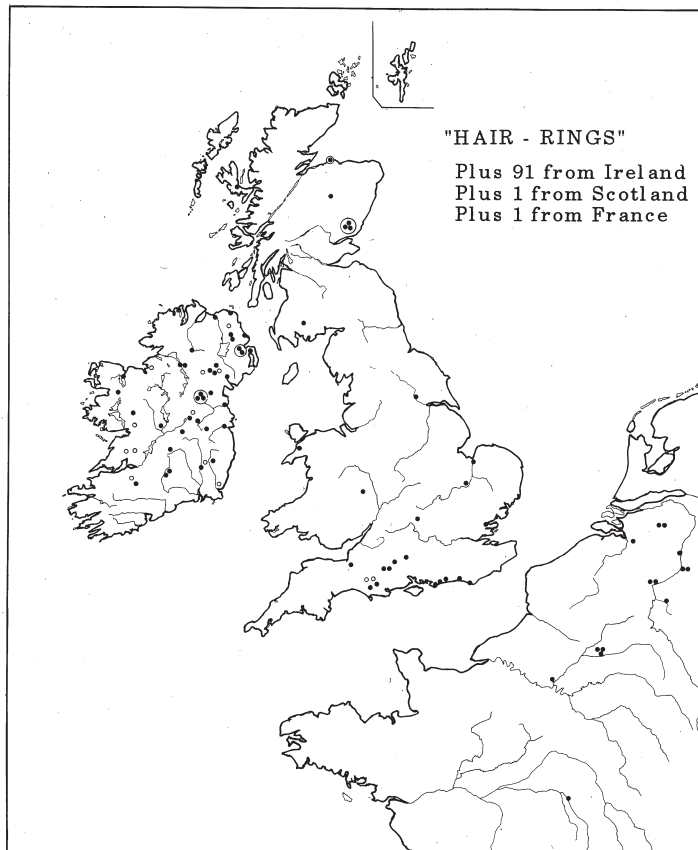 "HAIR - RINGS"
Plus 91 from Ireland
Plus 1 from Scotland
Plus 1 from France